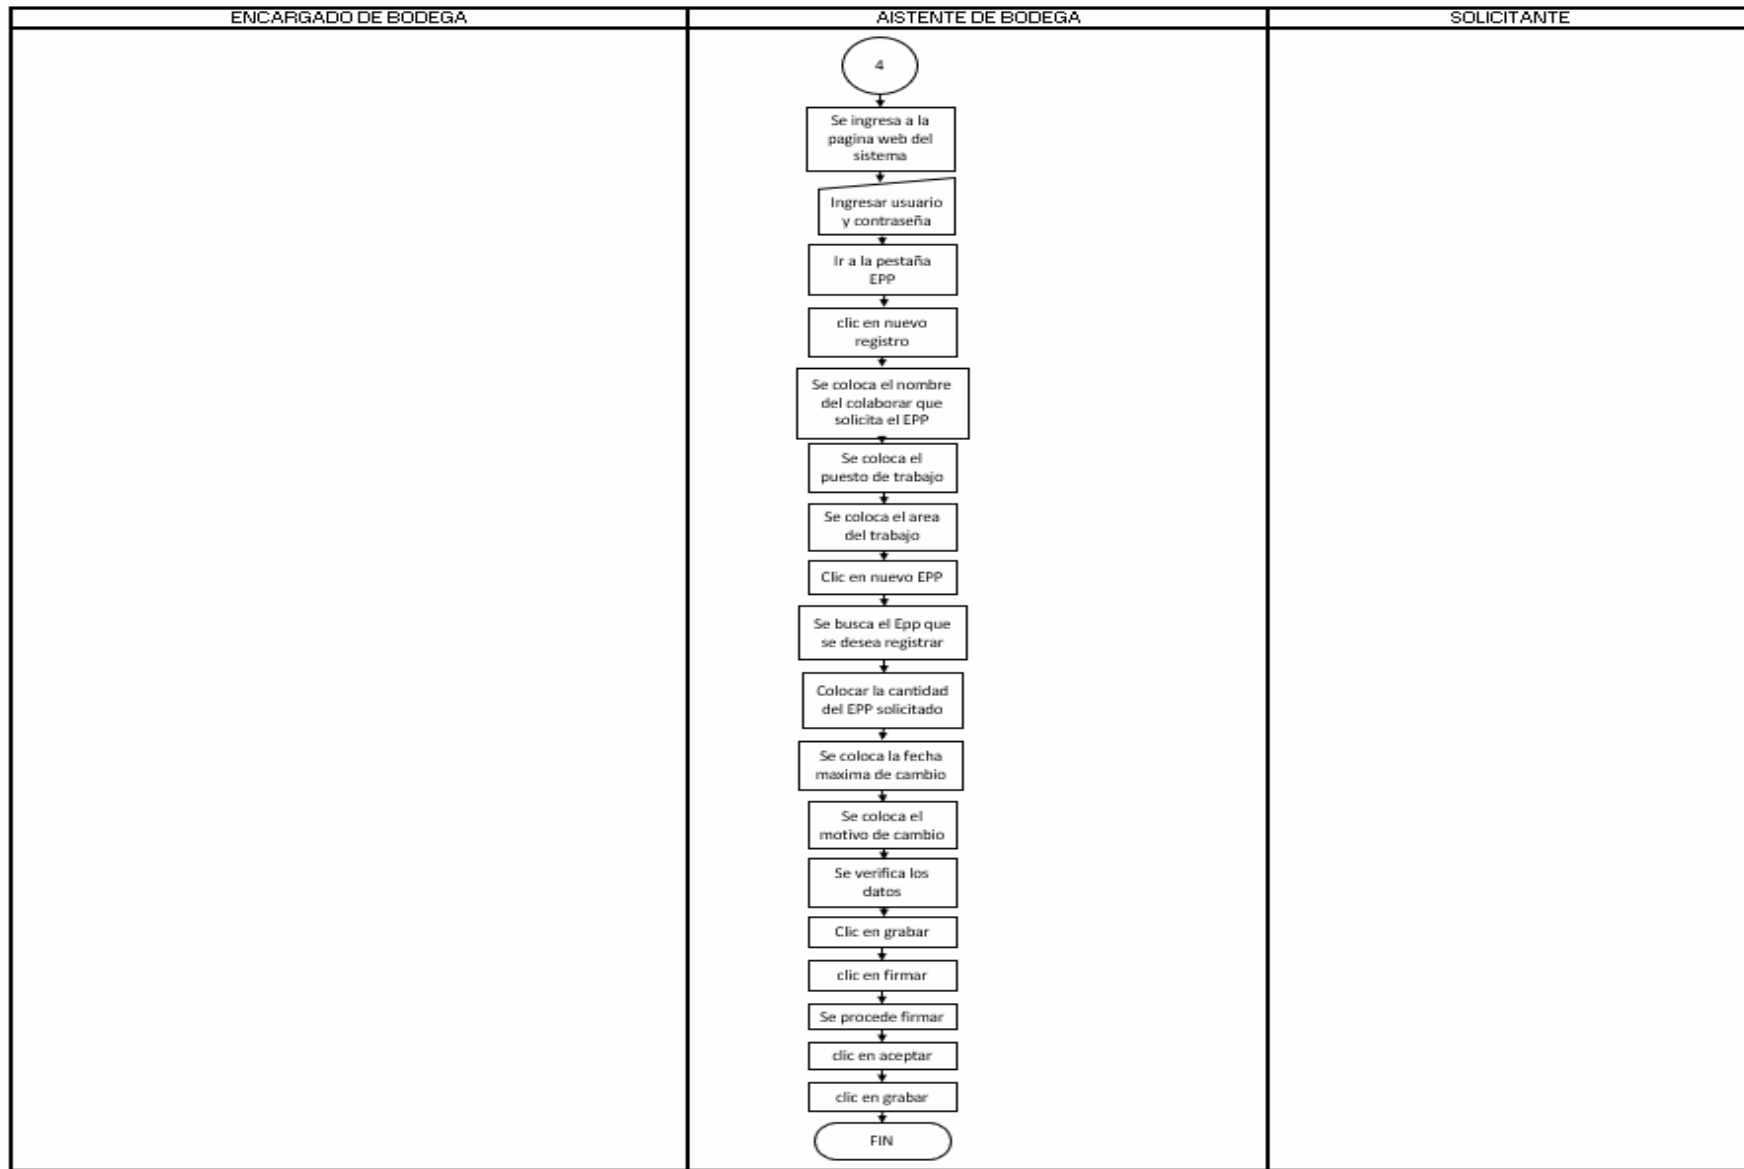 ENCARGADO DE BODEGA
AISTENTE DE BODEGA
SOLICITANTE
4
Se ingresa a la
pagina web del
sistema
Ingresar usuario
y contraseña
Ir a la pestaña
EPP
clic en nuevo
registro
Se coloca el nombre
del colaborar que
solicita el EPP
Se coloca el
puesto de trabajo
Se coloca el area
del trabajo
Clic en nuevo EPP
Se busca el Epp que
se desea registrar
Colocar la cantidad
del EPP solicitado
Se coloca la fecha
maxima de cambio
Se coloca el
motivo de cambio
Se verifica los
datos
Clic en grabar
clic en firmar
Se procede firmar
clic en aceptar
clic en grabar
FIN